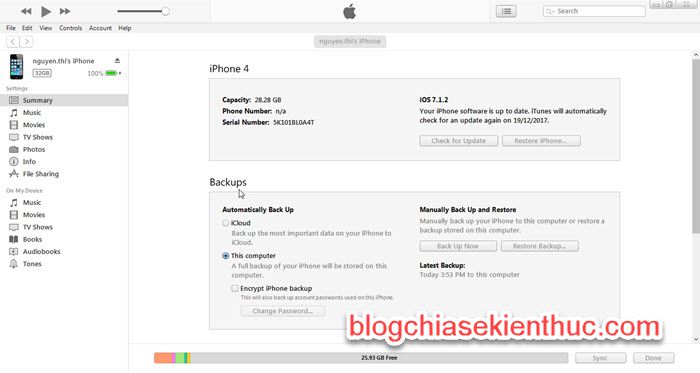 Search
File Edit View Controls Account Help
nguyen.thi's iPhone
nguyen.thi's iPhone
32GB 100%
Settings
Summary
Music
Movies
TV Shows
Photos
Info
File Sharing
On My Device
Music
Movies
TV Shows
Books
Audiobooks
Tones
iPhone 4
Capacity: 28.28 GB
Phone Number: n/a
Serial Number: 5K101BL0A4T
iOS 7.1.2
Your iPhone software is up to date. iTunes will automatically
check for an update again on 19/12/2017.
Check for Update Restore iPhone...
Backups
Automatically Back Up
iCloud
Back up the most important data on your iPhone to
iCloud.
This computer
A full backup of your iPhone will be stored on this
computer.
Encrypt iPhone backup
This will also back up account passwords used on this iPhone.
Change Password...
Manually Back Up and Restore
Manually back up your iPhone to this computer or restore a
backup stored on this computer.
Back Up Now Restore Backup...
Latest Backup:
Today 3:53 PM to this computer
blogchiasekienthuc.com
25.93 GB Free
Sync Done